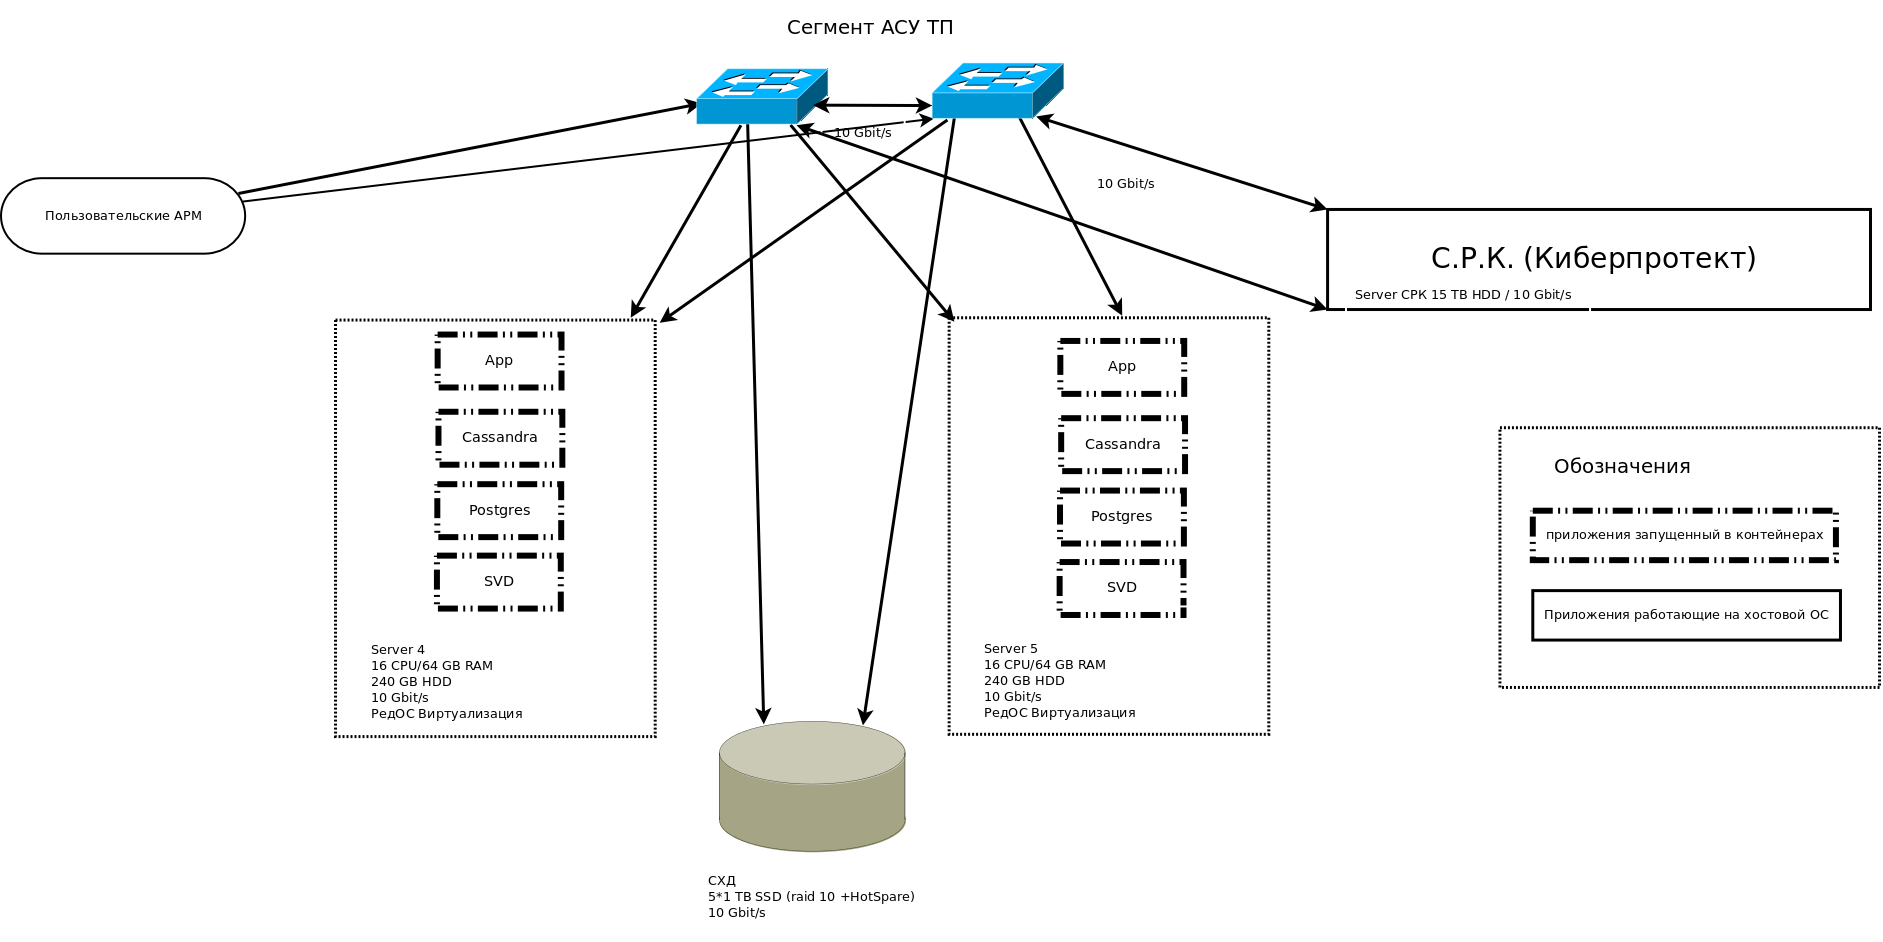 Сегмент АСУ ТП
10 Gbit/s
10 Gbit/s
Пользовательские АРМ
С.Р.К. (Киберпротект)
Server СРК 15 ТВ HDD / 10 Gbit/s
App
Cassandra
Postgres
SVD
Server 4
16 CPU/64 GB RAM
240 GB HDD
10 Gbit/s
РедОС Виртуализация
App
Cassandra
Postgres
SVD
Server 5
16 CPU/64 GB RAM
240 GB HDD
10 Gbit/s
РедОС Виртуализация
Обозначения
приложения запущенный в контейнерах
Приложения работающие на хостовой ОС
СХД
5*1 TB SSD (raid 10 +HotSpare)
10 Gbit/s